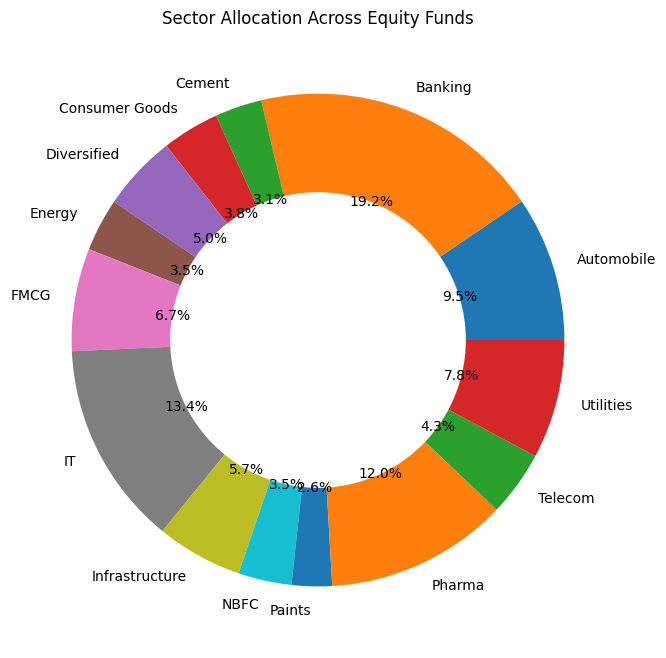 Sector Allocation Across Equity Funds
Cement
Banking
Consumer Goods
Diversified
Energy
FMCG
IT
Infrastructure
NBFC
Paints
Pharma
Telecom
Utilities
Automobile
3.1%
19.2%
3.8%
5.0%
3.5%
6.7%
13.4%
5.7%
3.5%
2.6%
12.0%
4.3%
7.8%
9.5%